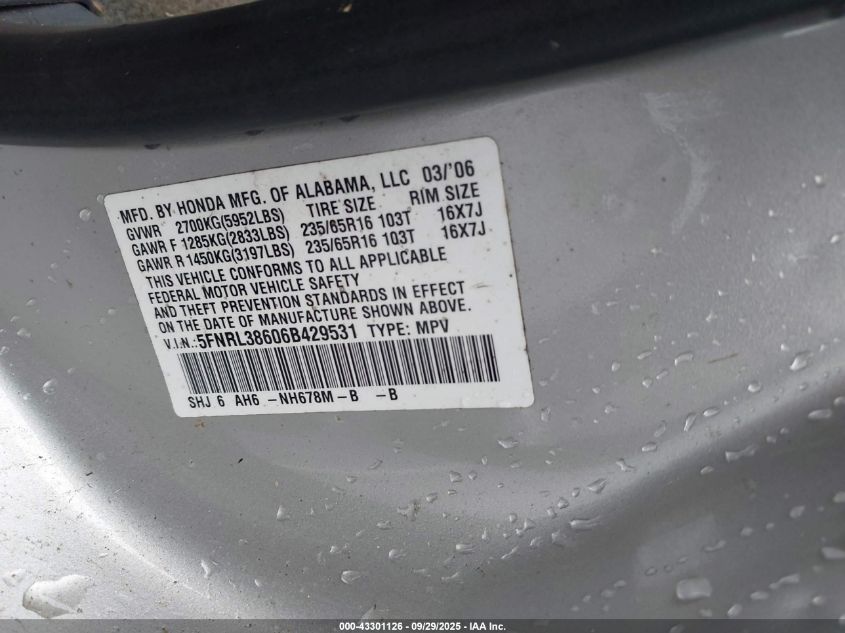 MFD. BY HONDA MFG. OF ALABAMA, LLC 03/'06
GVWR 2700KG(5952LBS) TIRE SIZE RIM SIZE
GAWR F 1285KG(2833LBS) 235/65R16 103T 16X7J
GAWR R 1450KG(3197LBS) 235/65R16 103T 16X7J
THIS VEHICLE CONFORMS TO ALL APPLICABLE
FEDERAL MOTOR VEHICLE SAFETY
AND THEFT PREVENTION STANDARDS IN EFFECT
ON THE DATE OF MANUFACTURE SHOWN ABOVE.
V.I.N.: 5FNRL38606B429531 TYPE: MPV
SHJ 6 AH6 -NH678M-B -B
000-43301126 - 09/29/2025 - IAA Inc.